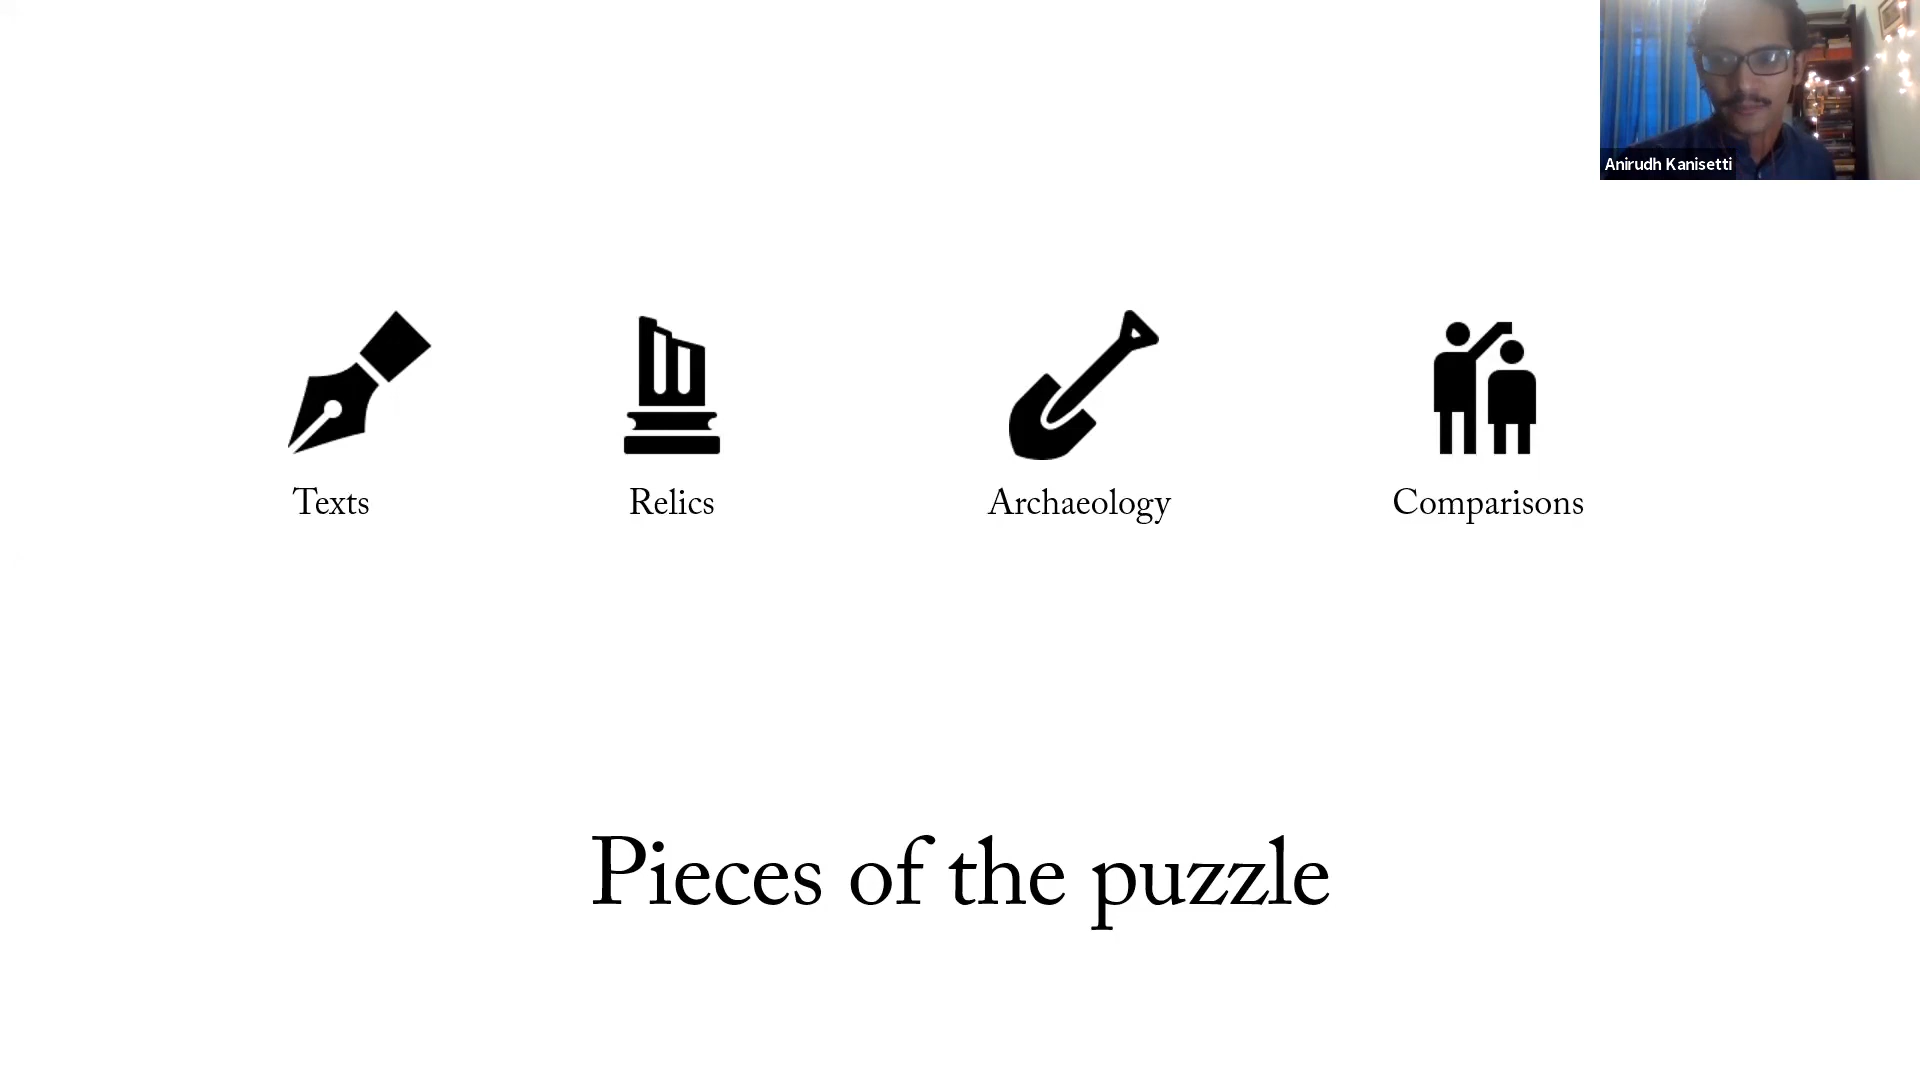 Anirudh Kanisetti
Texts
Relics
Archaeology
Comparisons
Pieces of the puzzle